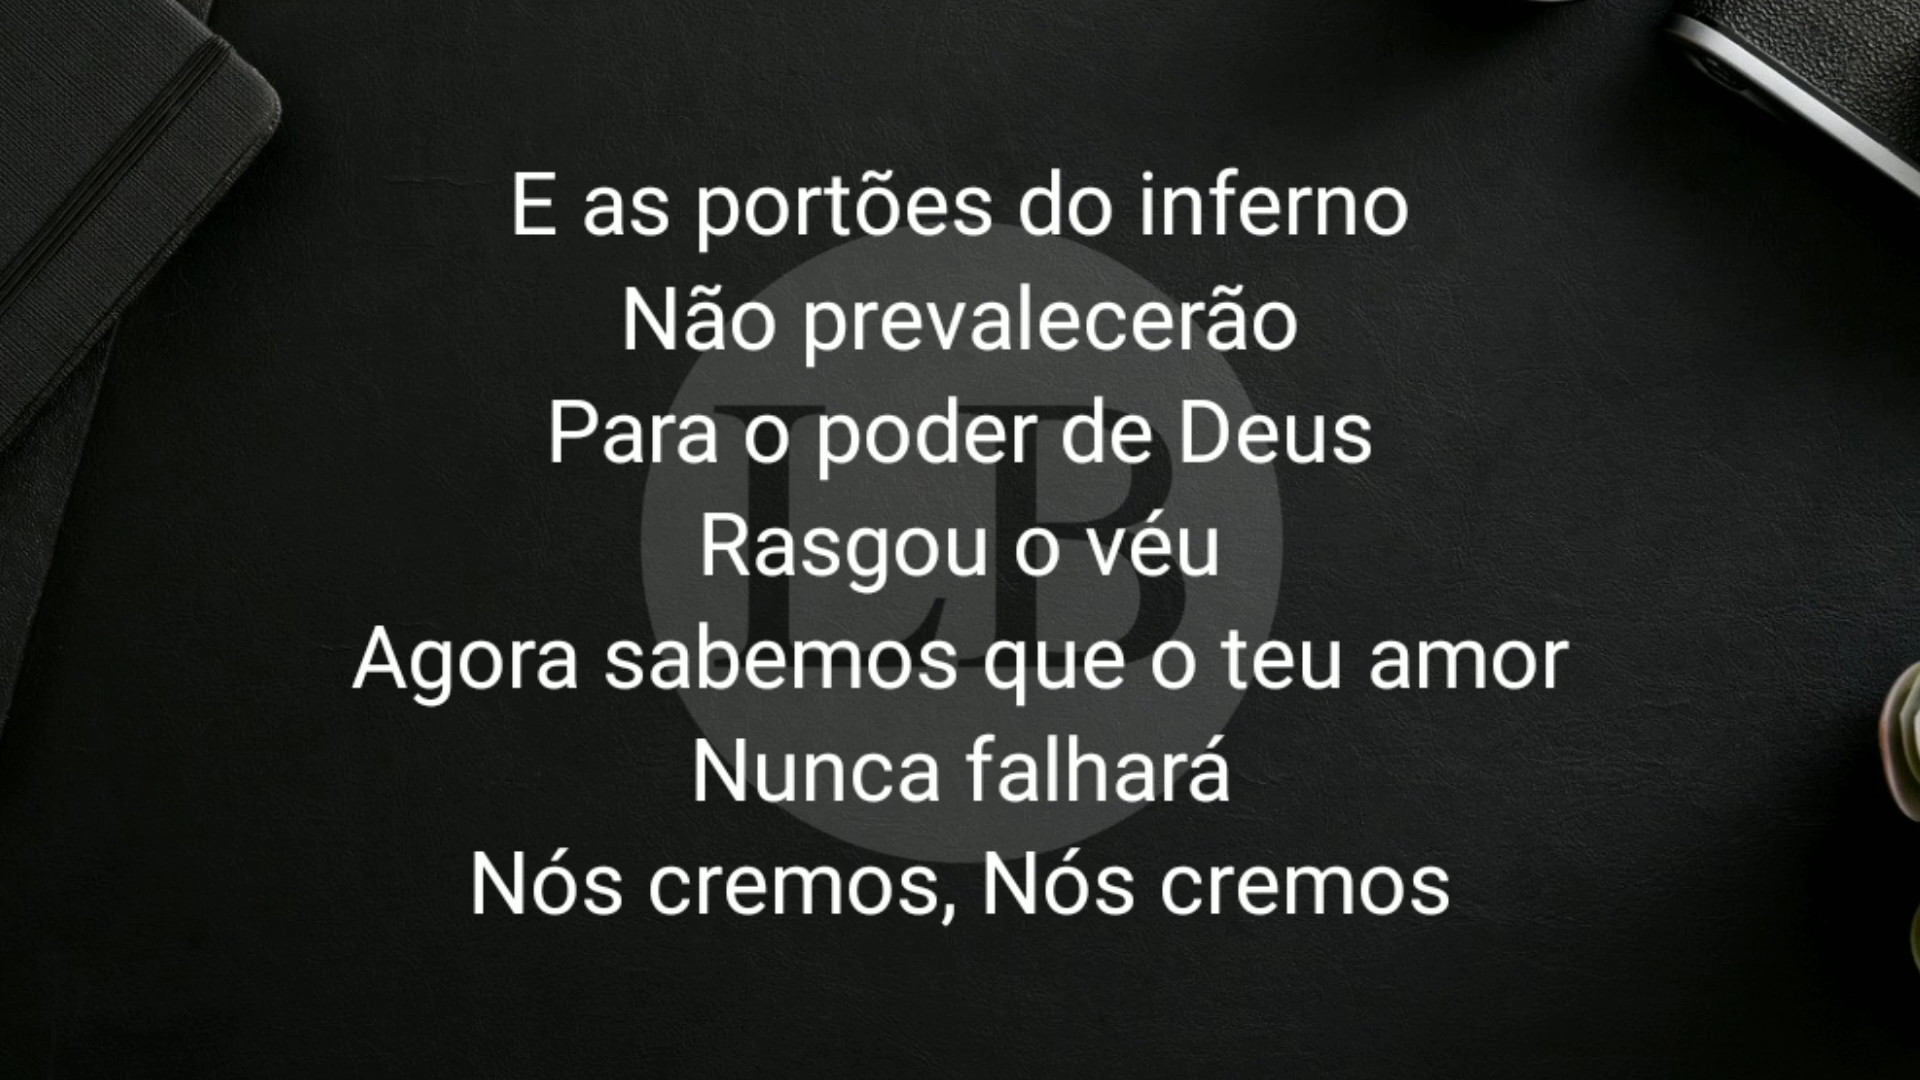 E as portões do inferno
Não prevalecerão
Para o poder de Deus
Rasgou o véu
Agora sabemos que o teu amor
Nunca falhará
Nós cremos, Nós cremos
LB